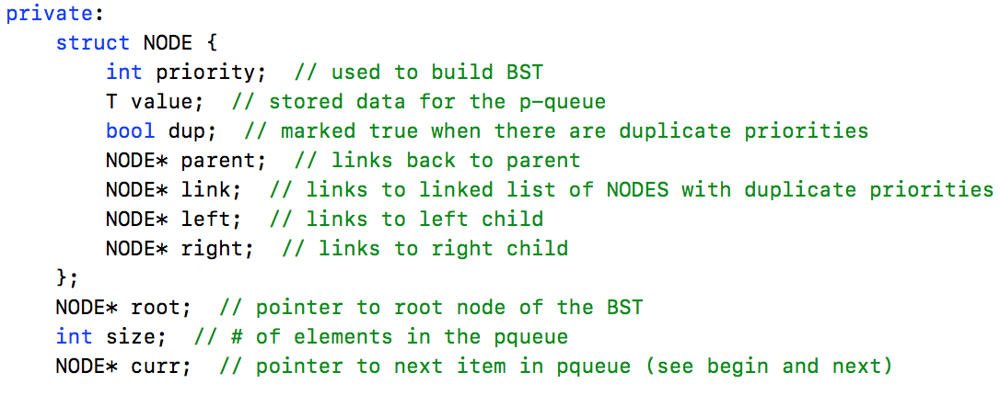 private:
    struct NODE {
        int priority;  // used to build BST
        T value;  // stored data for the p-queue
        bool dup;  // marked true when there are duplicate priorities
        NODE* parent;  // links back to parent
        NODE* link;  // links to linked list of NODES with duplicate priorities
        NODE* left;  // links to left child
        NODE* right;  // links to right child
    };
    NODE* root;  // pointer to root node of the BST
    int size;  // # of elements in the pqueue
    NODE* curr;  // pointer to next item in pqueue (see begin and next)